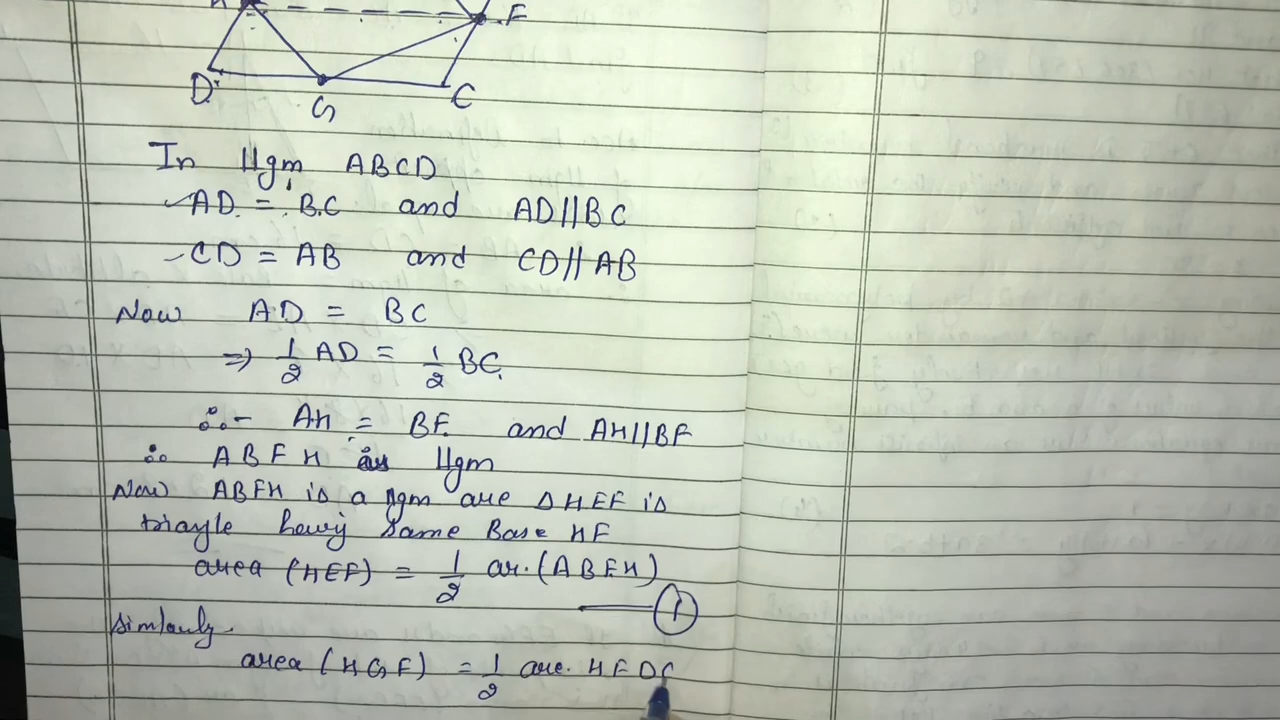 F
D
G
C
In ||gm ABCD
AD = BC and AD||BC
CD = AB and CD||AB
Now AD = BC
⇒ 1/2 AD = 1/2 BC
∴- AH = BF and AH||BF
∴ ABFH is ||gm
Now ABFH is a ||gm are ΔHEF is
triangle having same Base HF
area (HEF) = 1/2 ar.(ABFH)
1
Similarly
area (HGF) = 1/2 are. HFDC